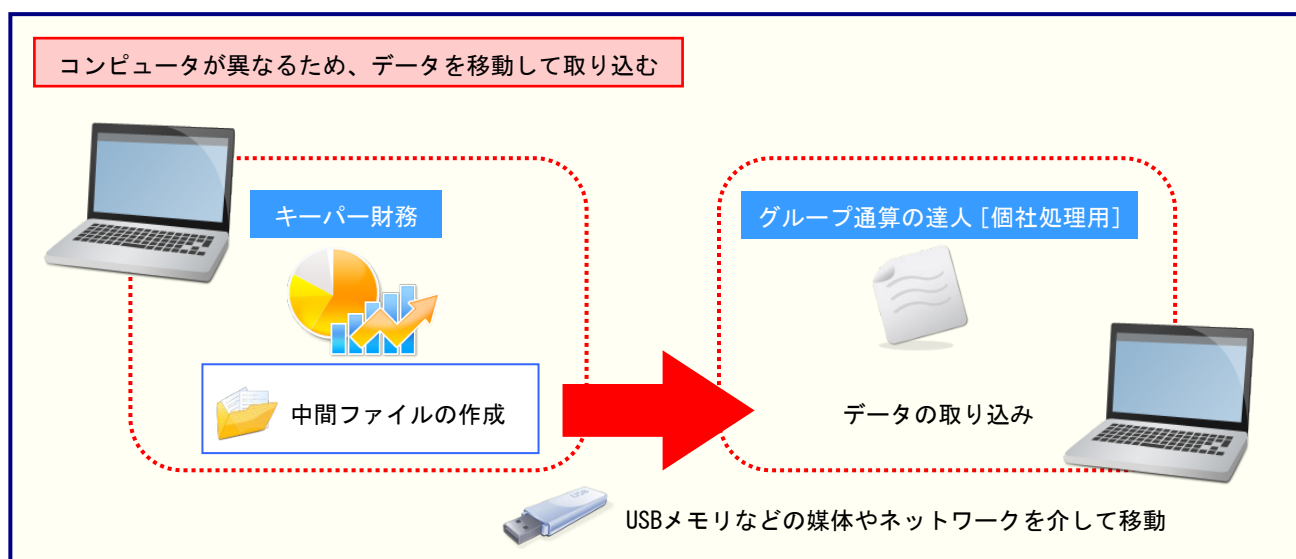 コンピュータが異なるため、データを移動して取り込む
キーパー財務
グループ通算の達人[個社処理用]
中間ファイルの作成
データの取り込み
USB
USBメモリなどの媒体やネットワークを介して移動